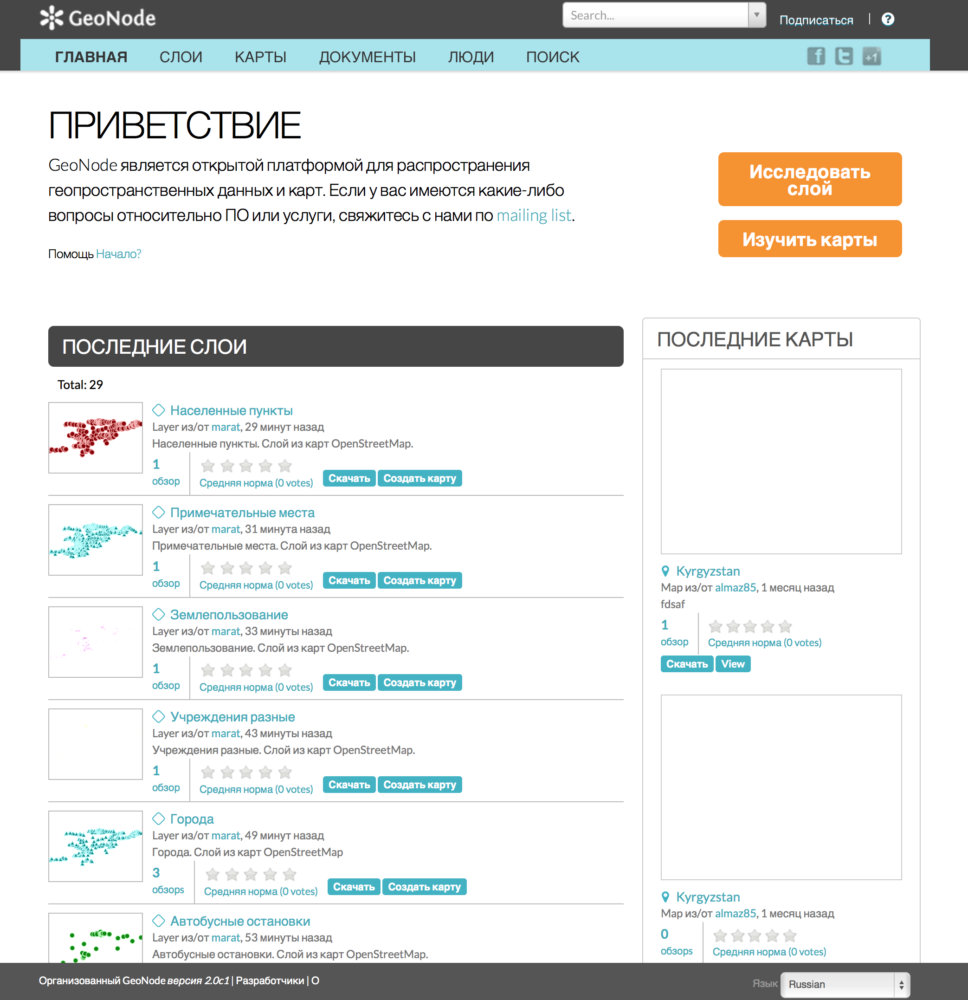 GeoNode
Search...
Подписаться | ?
ГЛАВНАЯ СЛОИ КАРТЫ ДОКУМЕНТЫ ЛЮДИ ПОИСК
f t +1
ПРИВЕТСТВИЕ
GeoNode является открытой платформой для распространения
геопространственных данных и карт. Если у вас имеются какие-либо
вопросы относительно ПО или услуги, свяжитесь с нами по mailing list.
Помощь Начало?
Исследовать
слой
Изучить карты
ПОСЛЕДНИЕ СЛОИ
Total: 29
Населенные пункты
Layer из/от marat, 29 минут назад
Населенные пункты. Слой из карт OpenStreetMap.
1
обзор
Средняя норма (0 votes)
Скачать Создать карту
Примечательные места
Layer из/от marat, 31 минута назад
Примечательные места. Слой из карт OpenStreetMap.
1
обзор
Средняя норма (0 votes)
Скачать Создать карту
Землепользование
Layer из/от marat, 33 минуты назад
Землепользование. Слой из карт OpenStreetMap.
1
обзор
Средняя норма (0 votes)
Скачать Создать карту
Учреждения разные
Layer из/от marat, 43 минуты назад
Учреждения разные. Слой из карт OpenStreetMap.
1
обзор
Средняя норма (0 votes)
Скачать Создать карту
Города
Layer из/от marat, 49 минут назад
Города. Слой из карт OpenStreetMap
3
обзорs
Средняя норма (0 votes)
Скачать Создать карту
Автобусные остановки
Layer из/от marat, 53 минуты назад
Автобусные остановки. Слой из карт OpenStreetMap.
ПОСЛЕДНИЕ КАРТЫ
Kyrgyzstan
Map из/от almaz85, 1 месяц назад
fdsaf
1
обзор
Средняя норма (0 votes)
Скачать View
Kyrgyzstan
Map из/от almaz85, 1 месяц назад
0
обзорs
Средняя норма (0 votes)
Организованный GeoNode версия 2.0c1 | Разработчики | О
Язык Russian